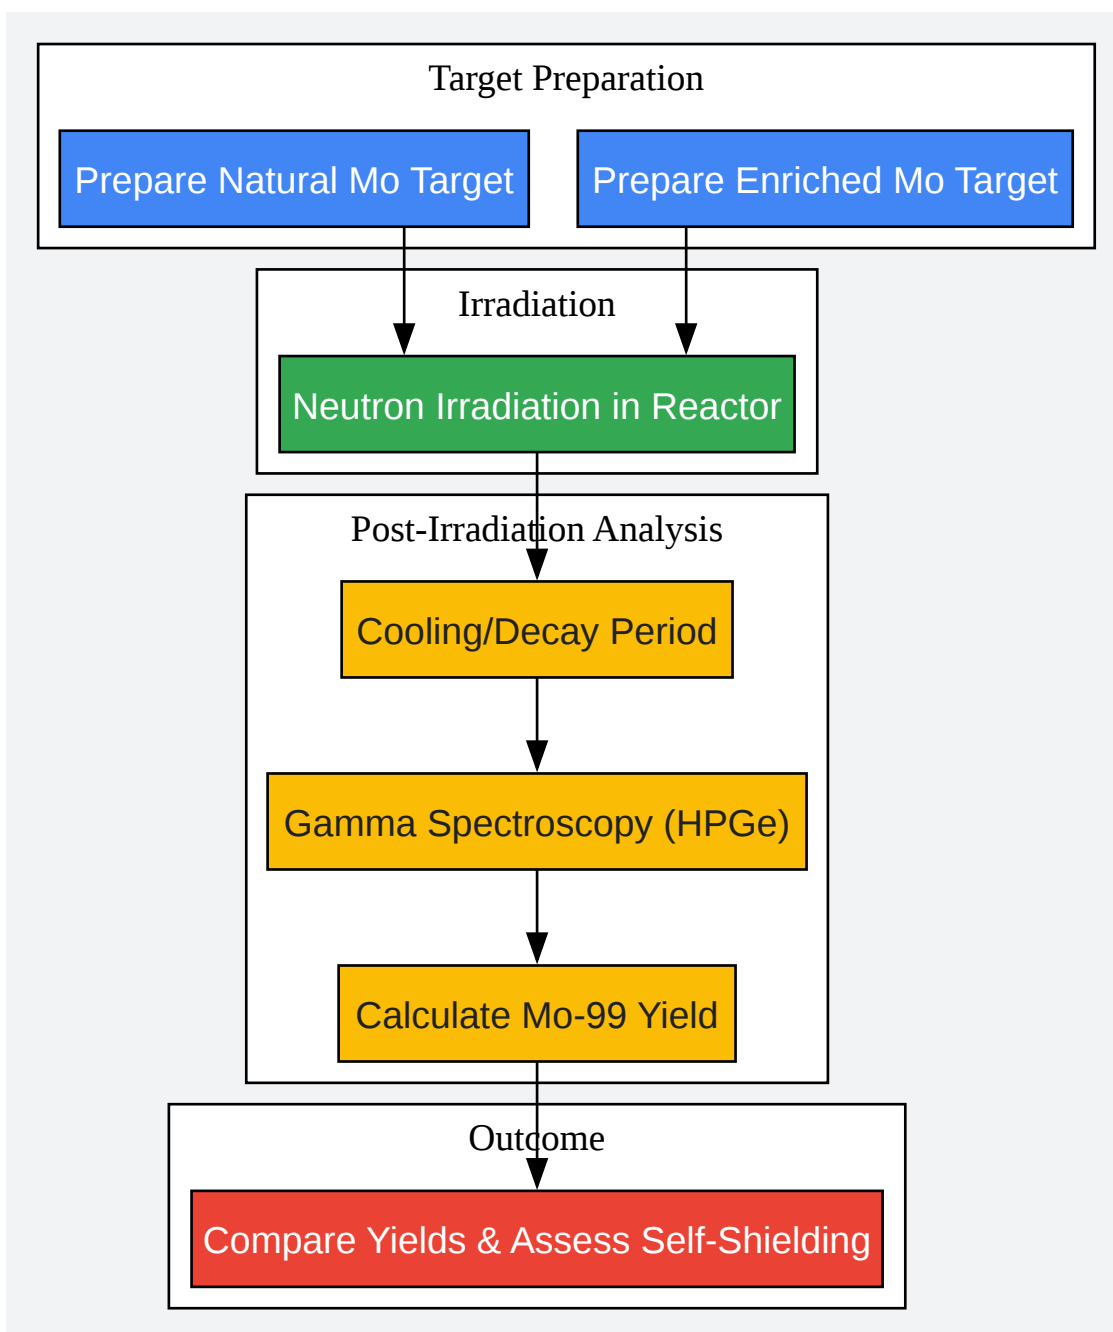 Target Preparation
Prepare Natural Mo Target
Prepare Enriched Mo Target
Irradiation
Neutron Irradiation in Reactor
Post-Irradiation Analysis
Cooling/Decay Period
Gamma Spectroscopy (HPGe)
Calculate Mo-99 Yield
Outcome
Compare Yields & Assess Self-Shielding